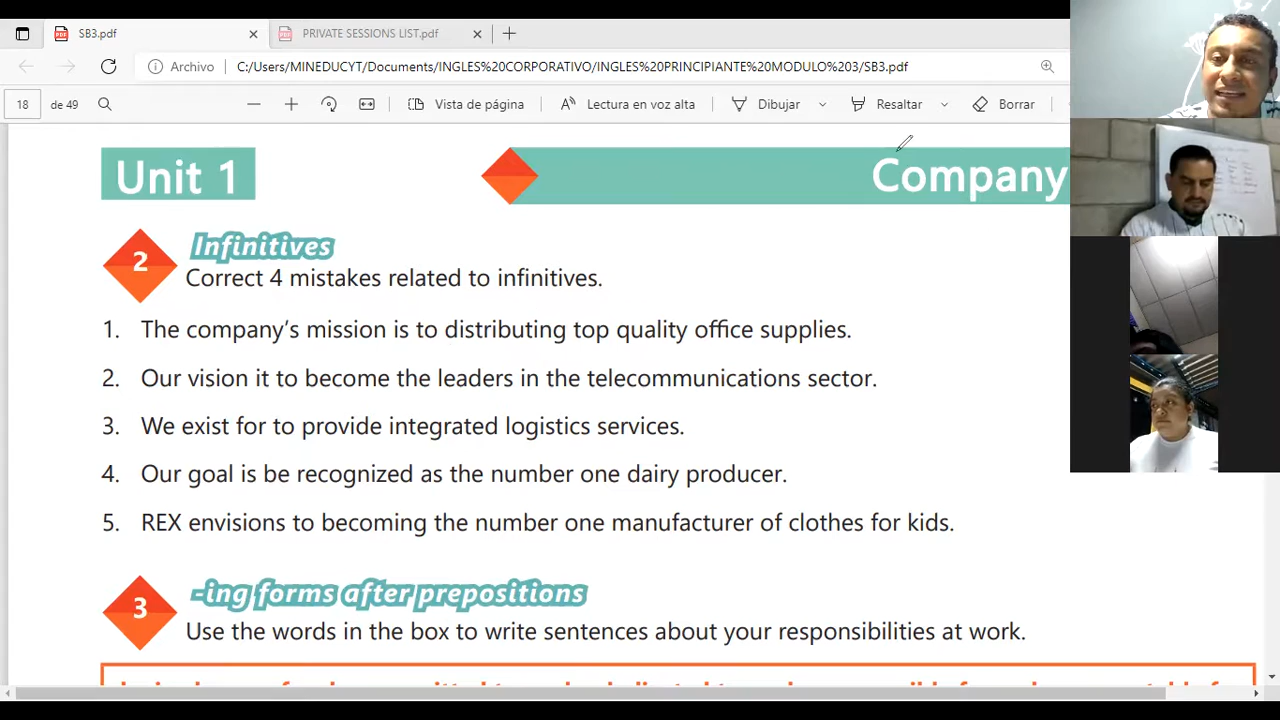 SB3.pdf
PRIVATE SESSIONS LIST.pdf
Archivo
C:/Users/MINEDUCYT/Documents/INGLES%20CORPORATIVO/INGLES%20PRINCIPIANTE%20MODULO%203/SB3.pdf
18
de 49
Vista de página
Lectura en voz alta
Dibujar
Resaltar
Borrar
Unit 1
Company
2
Infinitives
Correct 4 mistakes related to infinitives.
1. The company's mission is to distributing top quality office supplies.
2. Our vision it to become the leaders in the telecommunications sector.
3. We exist for to provide integrated logistics services.
4. Our goal is be recognized as the number one dairy producer.
5. REX envisions to becoming the number one manufacturer of clothes for kids.
3
-ing forms after prepositions
Use the words in the box to write sentences about your responsibilities at work.